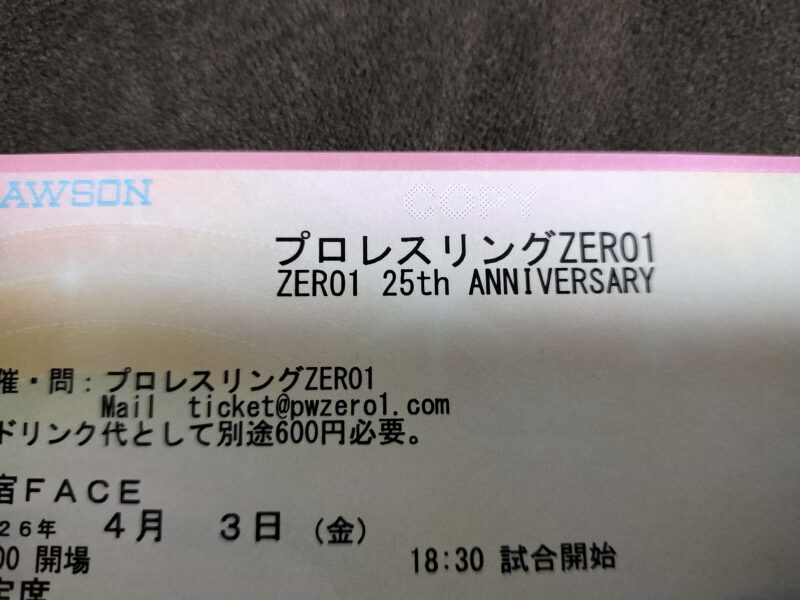 AWSON
COPY
プロレスリングZERO1
ZERO1 25th ANNIVERSARY
催・問：プロレスリングZERO1
Mail ticket@pwzero1.com
ドリンク代として別途600円必要。
宿ＦＡＣＥ
２６年 ４月 ３日（金）
00 開場 18:30 試合開始
定席